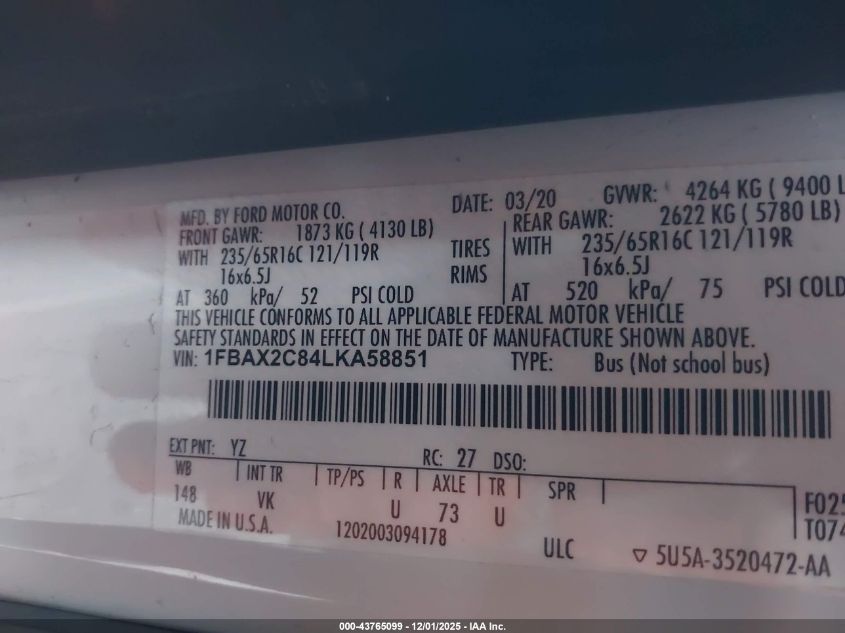 MFD. BY FORD MOTOR CO. DATE: 03/20 GVWR: 4264 KG ( 9400 L
FRONT GAWR: 1873 KG ( 4130 LB) REAR GAWR: 2622 KG ( 5780 LB)
WITH 235/65R16C 121/119R TIRES WITH 235/65R16C 121/119R
16x6.5J RIMS 16x6.5J
AT 360 kPa/ 52 PSI COLD AT 520 kPa/ 75 PSI COLD
THIS VEHICLE CONFORMS TO ALL APPLICABLE FEDERAL MOTOR VEHICLE
SAFETY STANDARDS IN EFFECT ON THE DATE OF MANUFACTURE SHOWN ABOVE.
VIN: 1FBAX2C84LKA58851 TYPE: Bus (Not school bus)
EXT PNT: YZ RC: 27 DSO:
WB INT TR TP/PS R AXLE TR SPR
148 VK U 73 U F025
MADE IN U.S.A. 1202003094178 T074
ULC ▽ 5U5A-3520472-AA
000-43765099 - 12/01/2025 - IAA Inc.